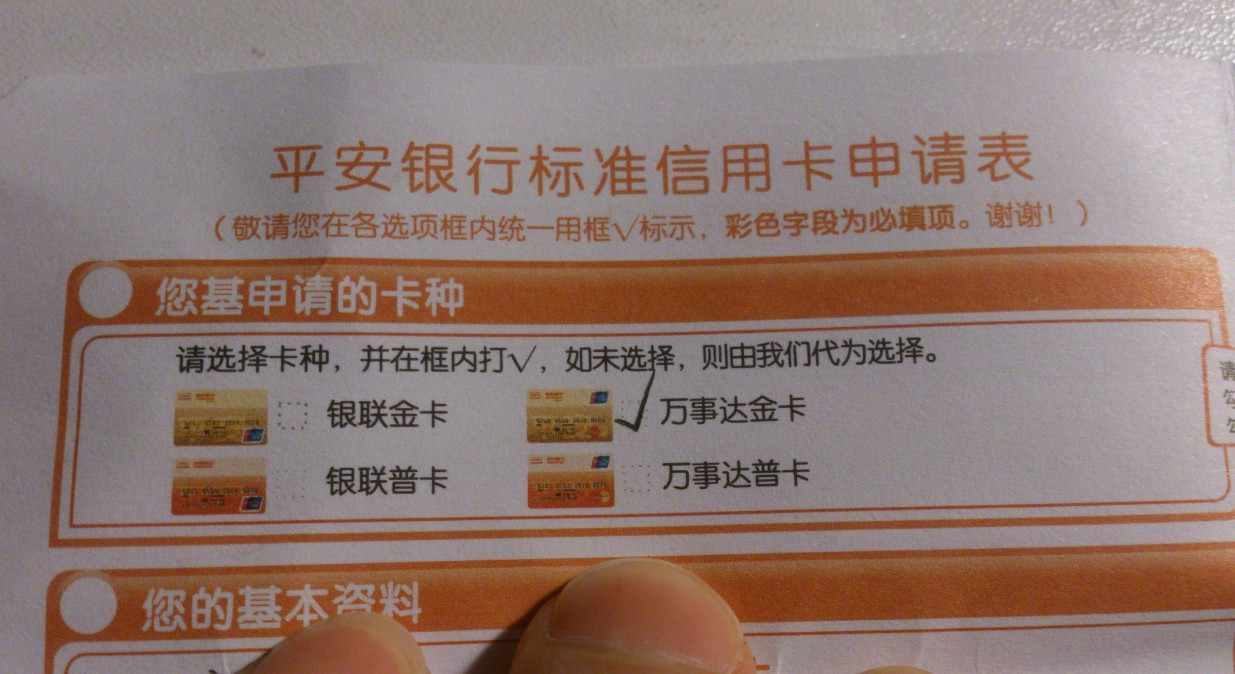 平安银行标准信用卡申请表
（敬请您在各选项框内统一用框√标示，彩色字段为必填项。谢谢！）
您基申请的卡种
请选择卡种，并在框内打√，如未选择，则由我们代为选择。
银联金卡 √ 万事达金卡
银联普卡 万事达普卡
请
勾
您的基本资料